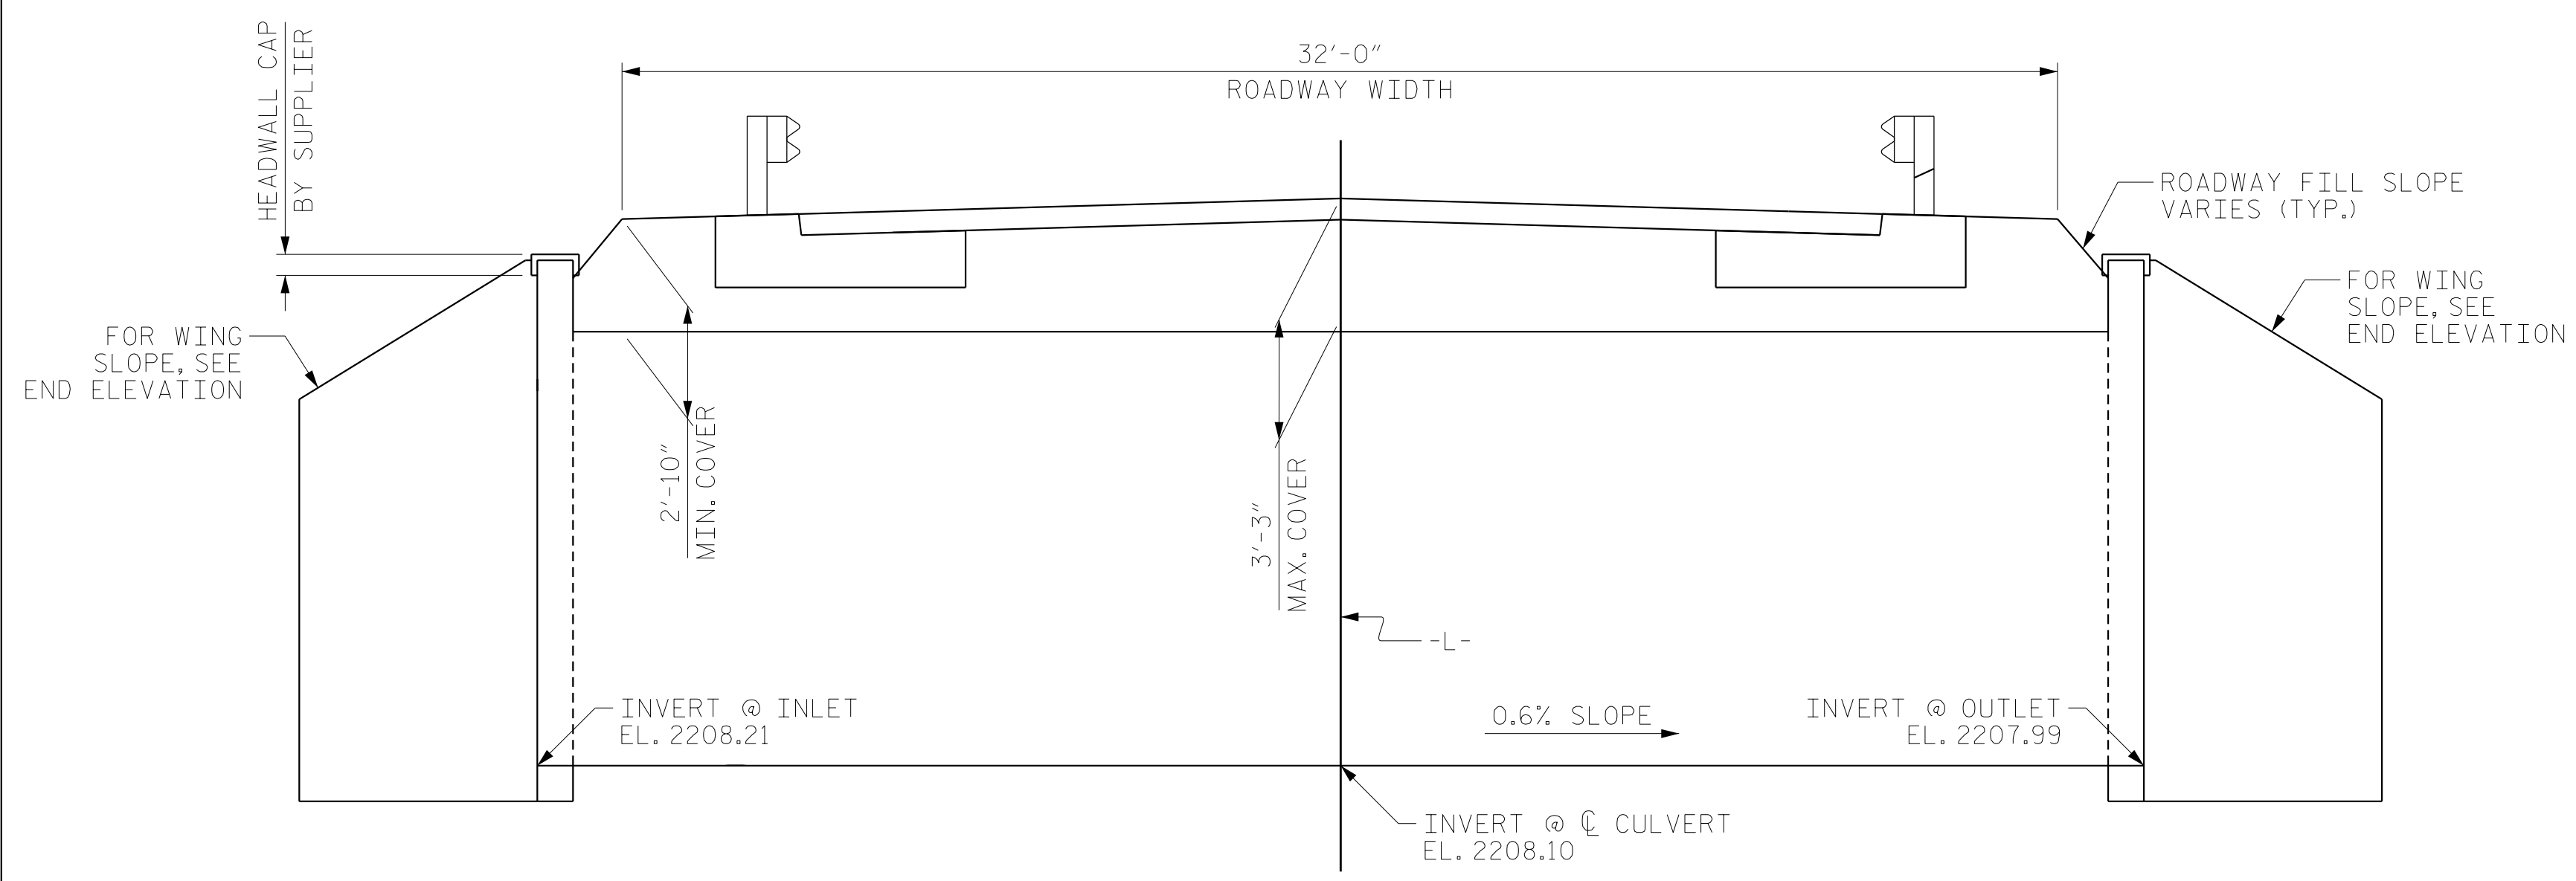 HEADWALL CAP
BY SUPPLIER
32'-0"
ROADWAY WIDTH
ROADWAY FILL SLOPE
VARIES (TYP.)
FOR WING
SLOPE, SEE
END ELEVATION
FOR WING
SLOPE, SEE
END ELEVATION
2'-10"
MIN. COVER
3'-3"
MAX. COVER
-L-
INVERT @ INLET
EL. 2208.21
0.6% SLOPE
INVERT @ OUTLET
EL. 2207.99
INVERT @ ℄ CULVERT
EL. 2208.10